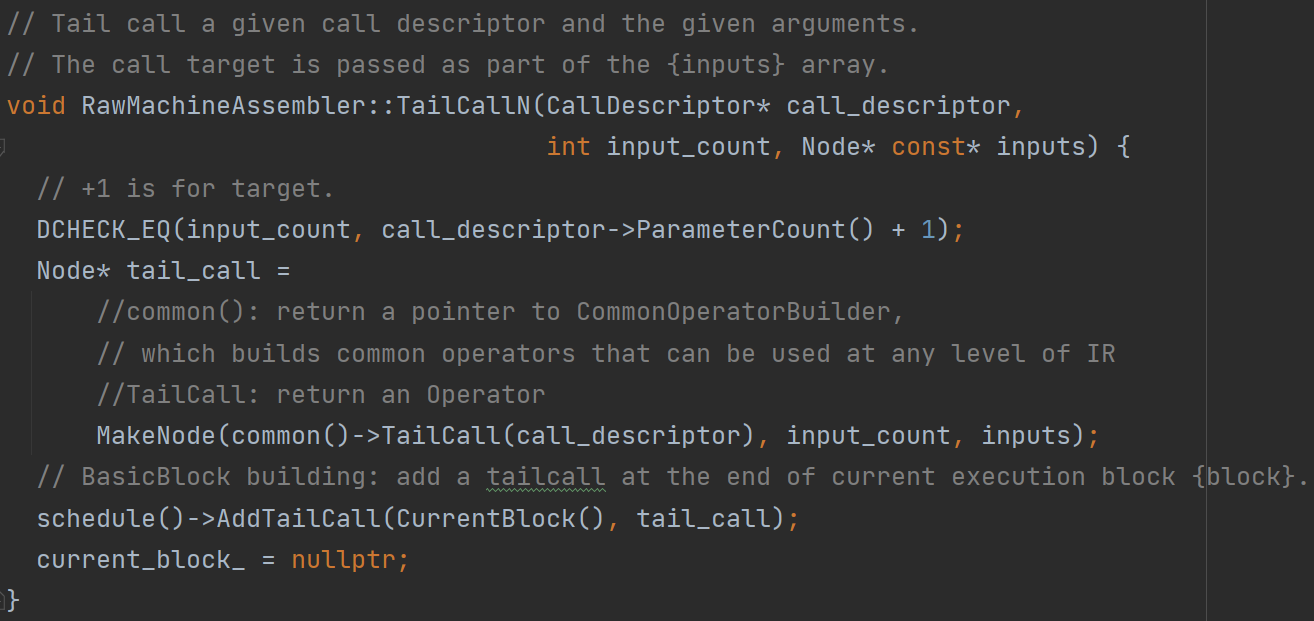 // Tail call a given call descriptor and the given arguments.
// The call target is passed as part of the {inputs} array.
void RawMachineAssembler::TailCallN(CallDescriptor* call_descriptor,
                                    int input_count, Node* const* inputs) {
  // +1 is for target.
  DCHECK_EQ(input_count, call_descriptor->ParameterCount() + 1);
  Node* tail_call =
      //common(): return a pointer to CommonOperatorBuilder,
      // which builds common operators that can be used at any level of IR
      //TailCall: return an Operator
      MakeNode(common()->TailCall(call_descriptor), input_count, inputs);
  // BasicBlock building: add a tailcall at the end of current execution block {block}.
  schedule()->AddTailCall(CurrentBlock(), tail_call);
  current_block_ = nullptr;
}